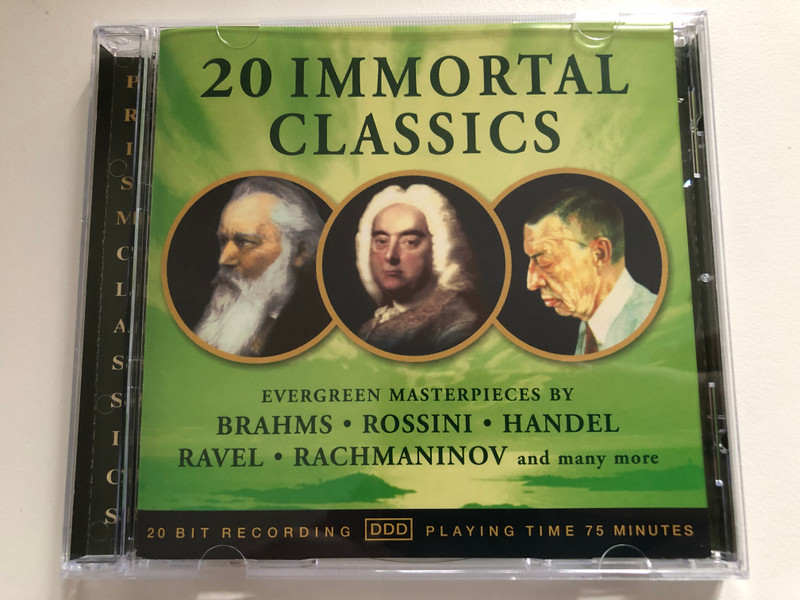 PRISM CLASSICS
20 IMMORTAL
CLASSICS
EVERGREEN MASTERPIECES BY
BRAHMS • ROSSINI • HANDEL
RAVEL • RACHMANINOV and many more
20 BIT RECORDING DDD PLAYING TIME 75 MINUTES